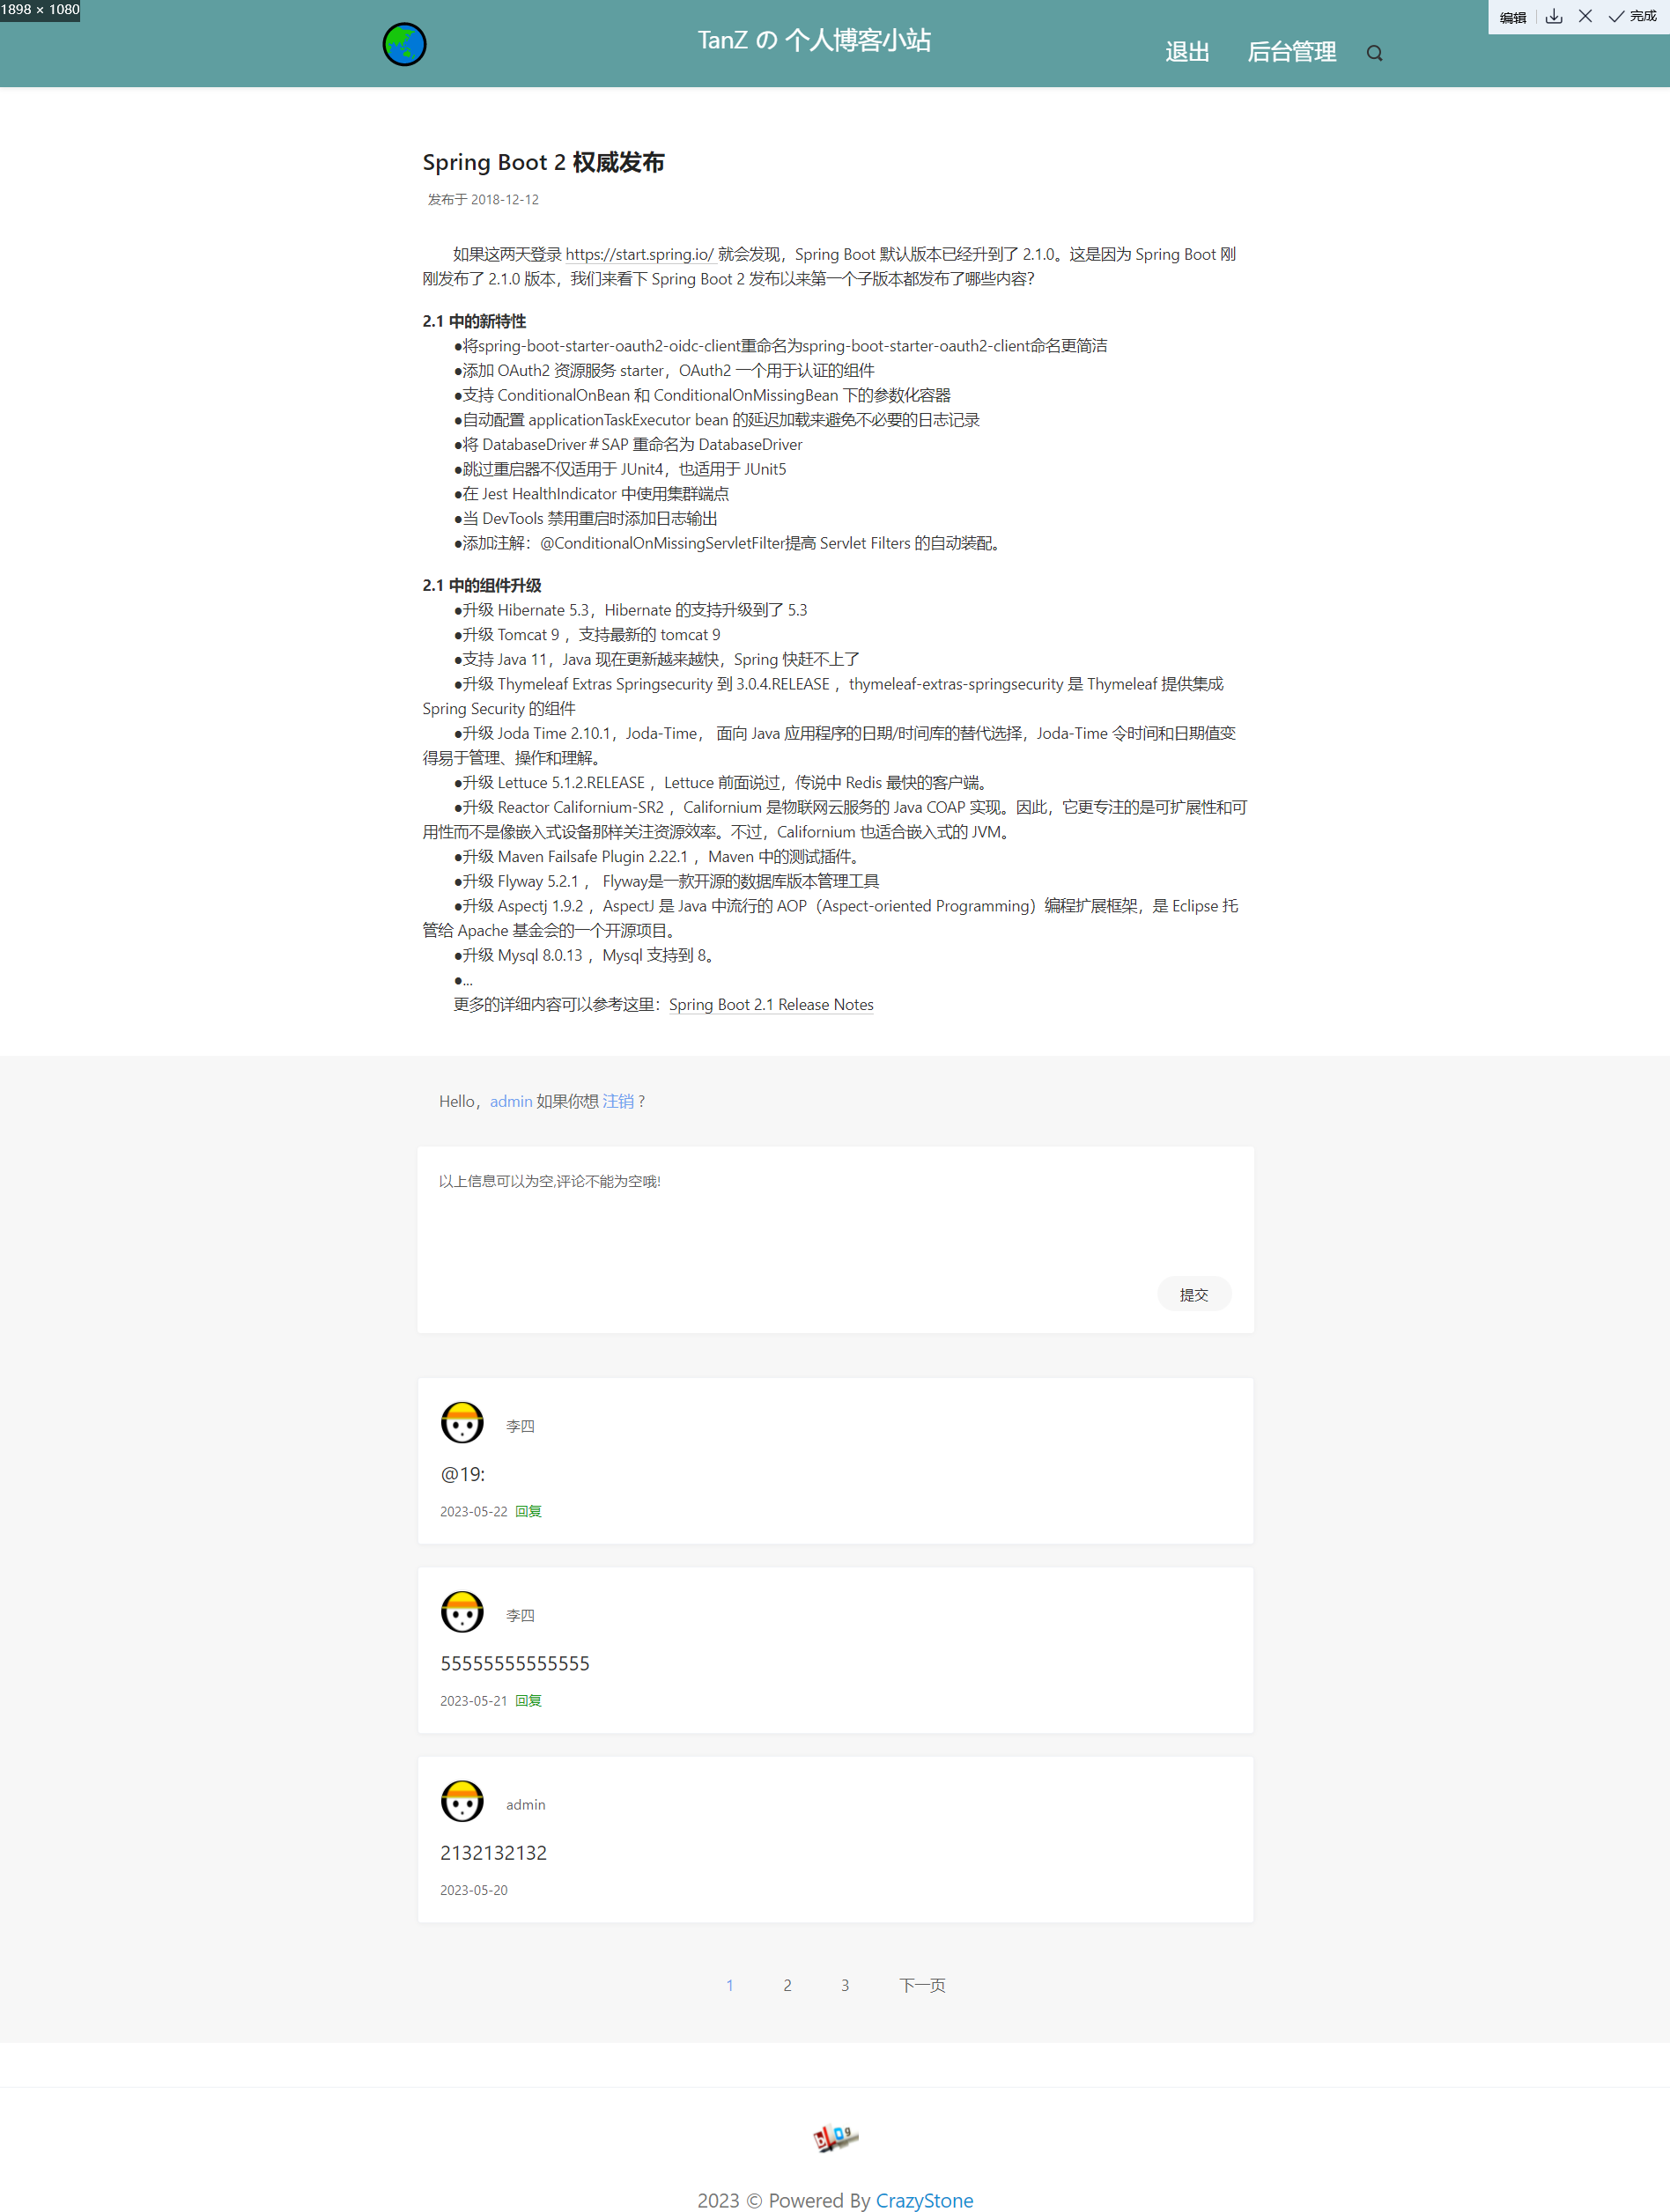 1898 × 1080
编辑
完成
TanZ の 个人博客小站
退出 后台管理
Spring Boot 2 权威发布
发布于 2018-12-12
如果这两天登录 https://start.spring.io/ 就会发现，Spring Boot 默认版本已经升到了 2.1.0。这是因为 Spring Boot 刚
刚发布了 2.1.0 版本，我们来看下 Spring Boot 2 发布以来第一个子版本都发布了哪些内容？
2.1 中的新特性
●将spring-boot-starter-oauth2-oidc-client重命名为spring-boot-starter-oauth2-client命名更简洁
●添加 OAuth2 资源服务 starter，OAuth2 一个用于认证的组件
●支持 ConditionalOnBean 和 ConditionalOnMissingBean 下的参数化容器
●自动配置 applicationTaskExecutor bean 的延迟加载来避免不必要的日志记录
●将 DatabaseDriver＃SAP 重命名为 DatabaseDriver
●跳过重启器不仅适用于 JUnit4，也适用于 JUnit5
●在 Jest HealthIndicator 中使用集群端点
●当 DevTools 禁用重启时添加日志输出
●添加注解：@ConditionalOnMissingServletFilter提高 Servlet Filters 的自动装配。
2.1 中的组件升级
●升级 Hibernate 5.3，Hibernate 的支持升级到了 5.3
●升级 Tomcat 9 ，支持最新的 tomcat 9
●支持 Java 11，Java 现在更新越来越快，Spring 快赶不上了
●升级 Thymeleaf Extras Springsecurity 到 3.0.4.RELEASE ，thymeleaf-extras-springsecurity 是 Thymeleaf 提供集成
Spring Security 的组件
●升级 Joda Time 2.10.1，Joda-Time， 面向 Java 应用程序的日期/时间库的替代选择，Joda-Time 令时间和日期值变
得易于管理、操作和理解。
●升级 Lettuce 5.1.2.RELEASE ，Lettuce 前面说过，传说中 Redis 最快的客户端。
●升级 Reactor Californium-SR2 ，Californium 是物联网云服务的 Java COAP 实现。因此，它更专注的是可扩展性和可
用性而不是像嵌入式设备那样关注资源效率。不过，Californium 也适合嵌入式的 JVM。
●升级 Maven Failsafe Plugin 2.22.1 ，Maven 中的测试插件。
●升级 Flyway 5.2.1 ， Flyway是一款开源的数据库版本管理工具
●升级 Aspectj 1.9.2 ，AspectJ 是 Java 中流行的 AOP（Aspect-oriented Programming）编程扩展框架，是 Eclipse 托
管给 Apache 基金会的一个开源项目。
●升级 Mysql 8.0.13 ，Mysql 支持到 8。
●...
更多的详细内容可以参考这里：Spring Boot 2.1 Release Notes
Hello，admin 如果你想 注销 ?
以上信息可以为空,评论不能为空哦!
提交
李四
@19:
2023-05-22 回复
李四
55555555555555
2023-05-21 回复
admin
2132132132
2023-05-20
1 2 3 下一页
blog
2023 © Powered By CrazyStone